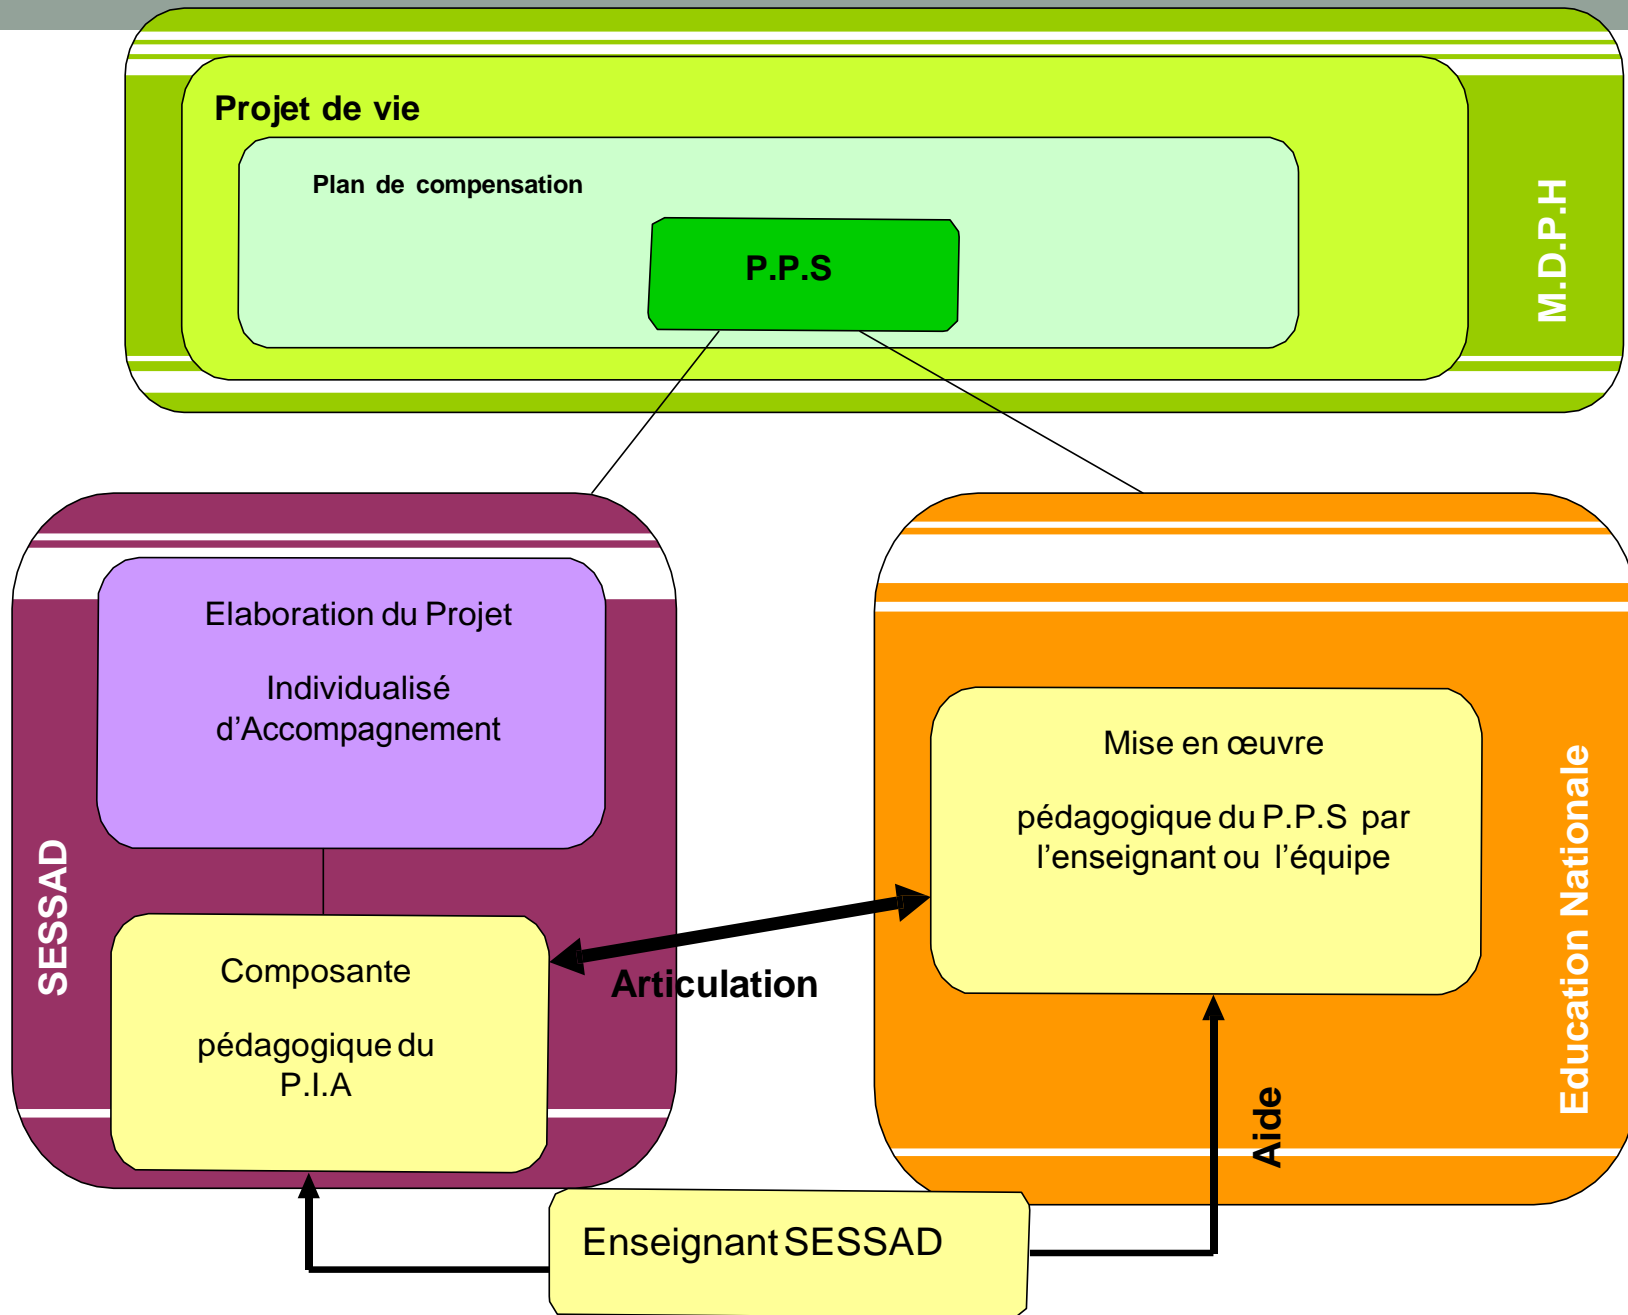 Projet de vie
Plan de compensation
P.P.S
M.D.P.H
Elaboration du Projet
Individualisé
d’Accompagnement
SESSAD
Composante
pédagogique du
P.I.A
Articulation
Mise en œuvre
pédagogique du P.P.S par
l’enseignant ou l’équipe
Education Nationale
Aide
Enseignant SESSAD